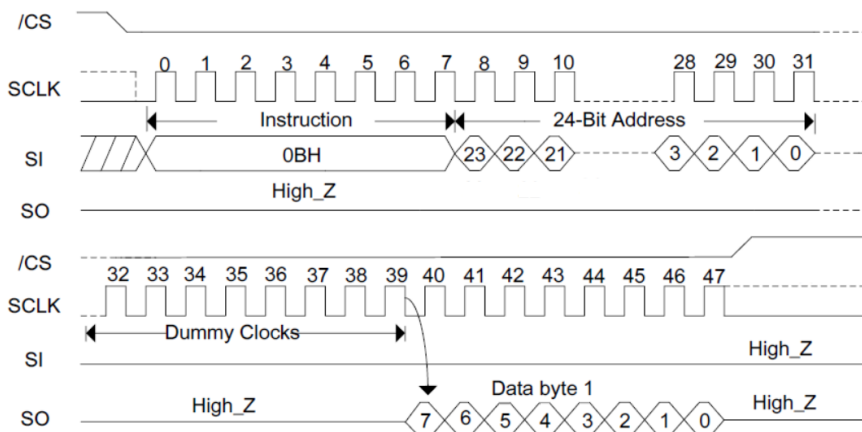 /CS
0 1 2 3 4 5 6 7 8 9 10 28 29 30 31
SCLK
Instruction 24-Bit Address
SI 0BH 23 22 21 3 2 1 0
High_Z
SO
/CS
32 33 34 35 36 37 38 39 40 41 42 43 44 45 46 47
SCLK
Dummy Clocks
SI High_Z
High_Z Data byte 1 High_Z
SO 7 6 5 4 3 2 1 0